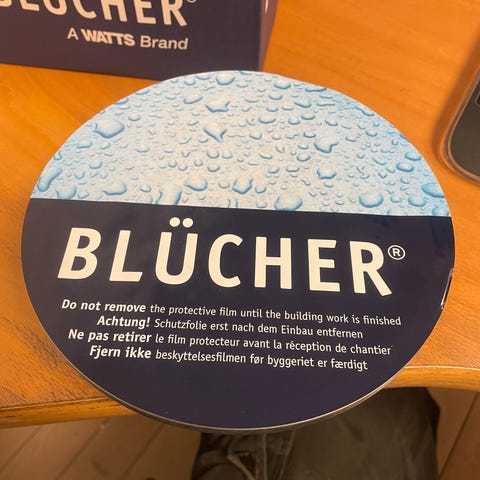 BLÜCHER®
A WATTS Brand
BLÜCHER®
Do not remove the protective film until the building work is finished
Achtung! Schutzfolie erst nach dem Einbau entfernen
Ne pas retirer le film protecteur avant la réception de chantier
Fjern ikke beskyttelsesfilmen før byggeriet er færdigt